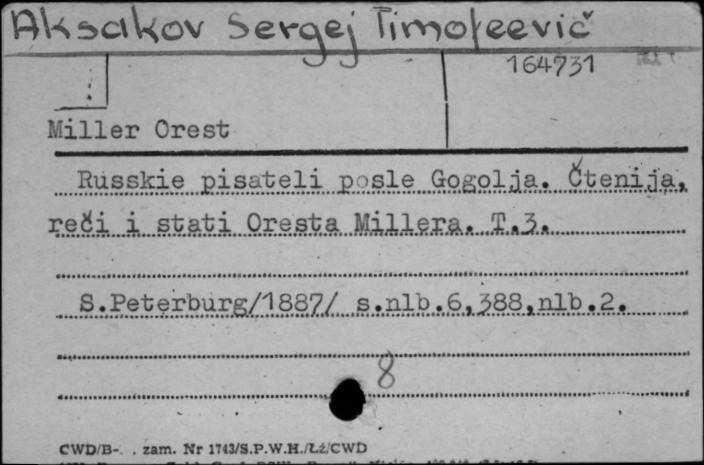 Aksakov Sergej Timofeevič
164731
Miller Orest
Russkie pisateli posle Gogolja. Čtenija,
reči i stati Oresta Millera. T.3.
S.Peterburg/1887/ s.nlb.6,388,nlb.2.
8
CWD/B-. . zam. Nr 1743/S.P.W.H./Łź/CWD